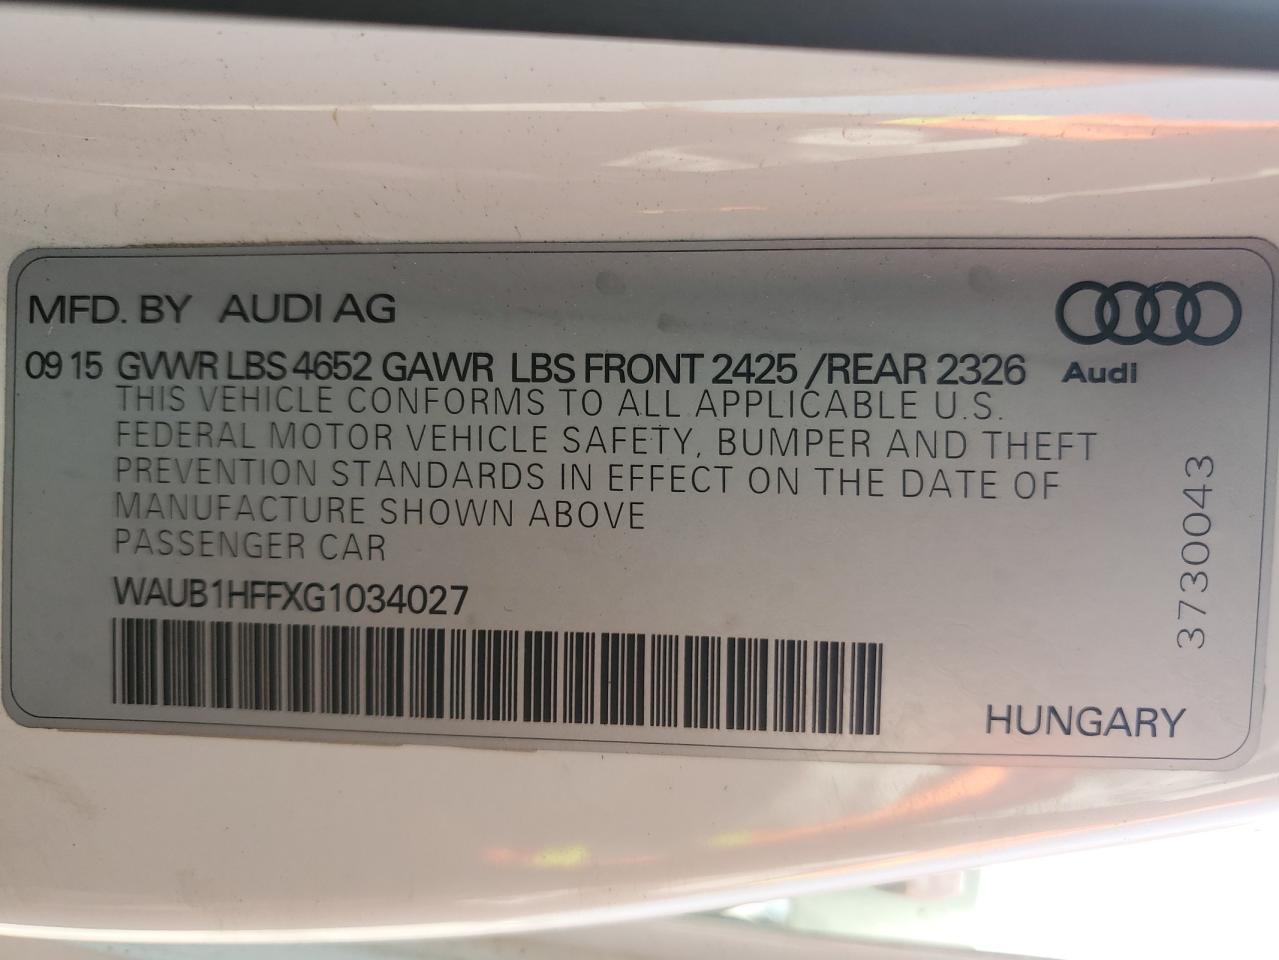 MFD. BY AUDI AG
09 15 GVWR LBS 4652 GAWR LBS FRONT 2425 /REAR 2326
Audi
THIS VEHICLE CONFORMS TO ALL APPLICABLE U.S.
FEDERAL MOTOR VEHICLE SAFETY, BUMPER AND THEFT
PREVENTION STANDARDS IN EFFECT ON THE DATE OF
MANUFACTURE SHOWN ABOVE
PASSENGER CAR
WAUB1HFFXG1034027
3730043
HUNGARY